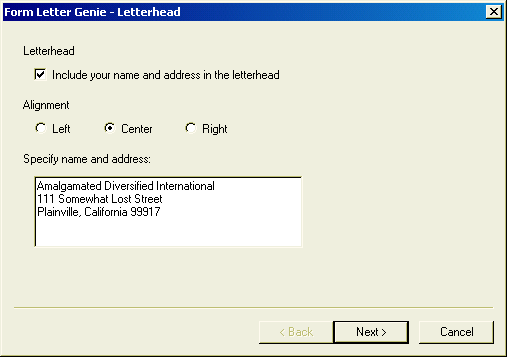 Form Letter Genie - Letterhead
Letterhead
Include your name and address in the letterhead
Alignment
Left Center Right
Specify name and address:
Amalgamated Diversified International
111 Somewhat Lost Street
Plainville, California 99917
< Back Next > Cancel